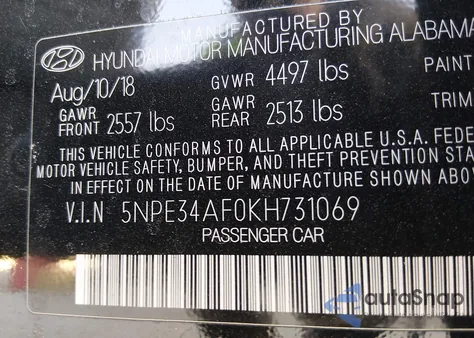 MANUFACTURED BY
HYUNDAI MOTOR MANUFACTURING ALABAMA
Aug/10/18 GVWR 4497 lbs PAINT
GAWR FRONT 2557 lbs GAWR REAR 2513 lbs TRIM
THIS VEHICLE CONFORMS TO ALL APPLICABLE U.S.A. FEDE
MOTOR VEHICLE SAFETY, BUMPER, AND THEFT PREVENTION STA
IN EFFECT ON THE DATE OF MANUFACTURE SHOWN ABOV
V.I.N 5NPE34AF0KH731069
PASSENGER CAR
autoSnap